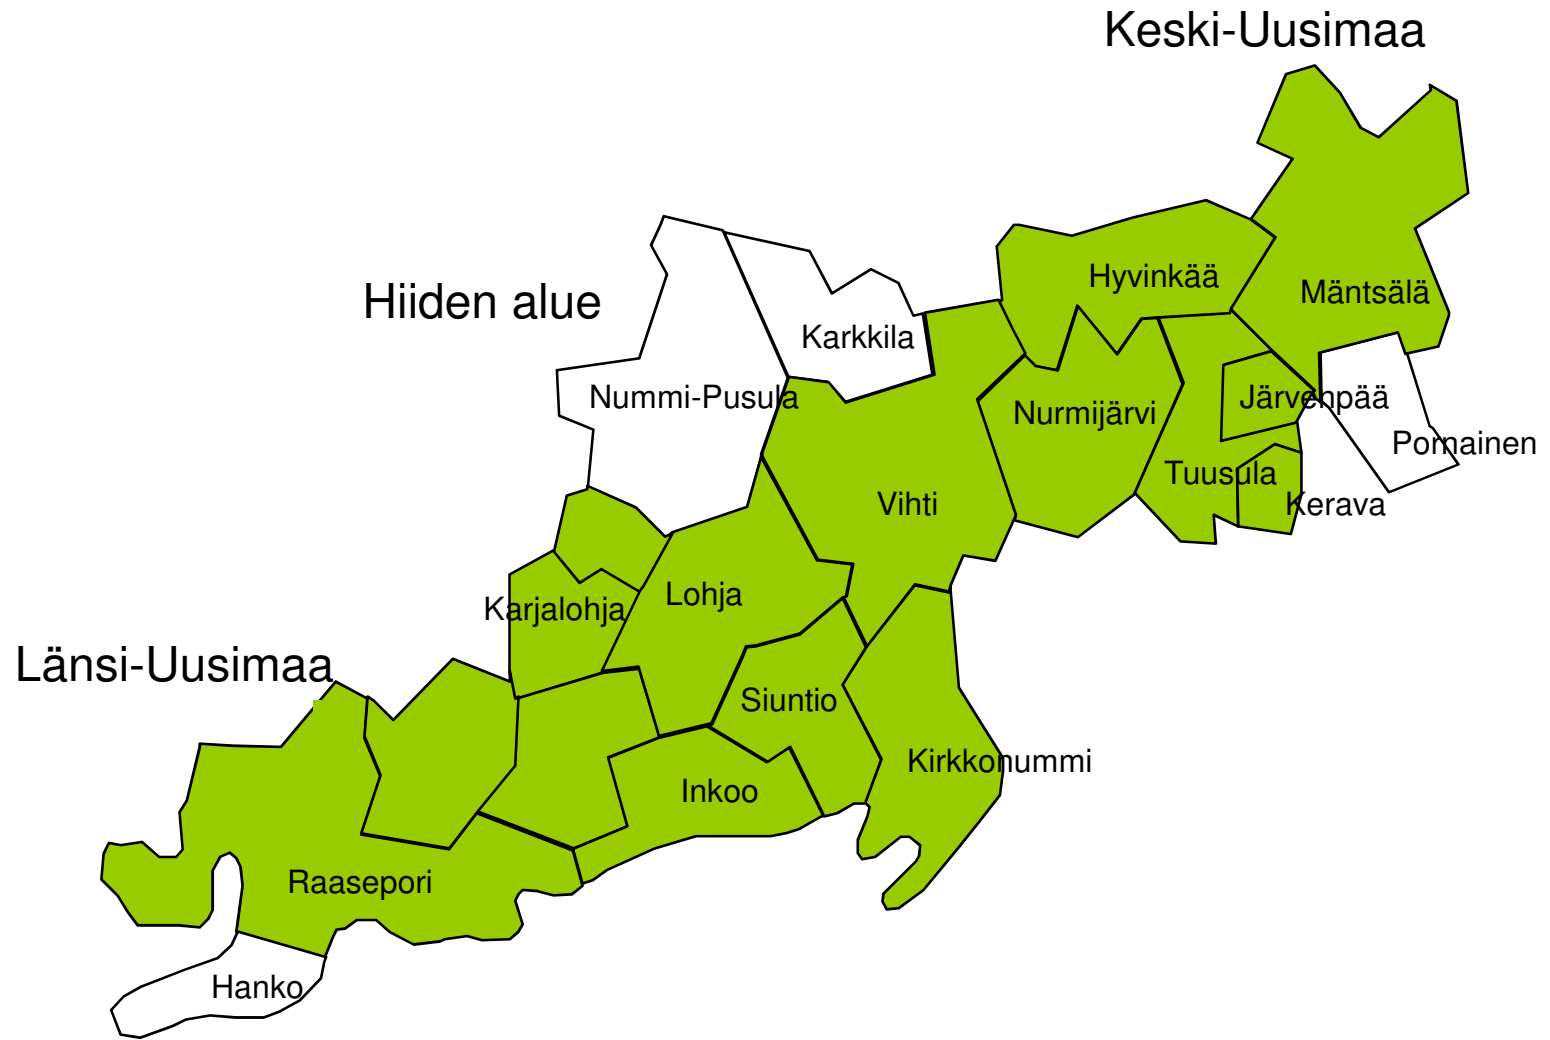 Keski-Uusimaa
Hyvinkää
Mäntsälä
Hiiden alue
Karkkila
Nummi-Pusula
Järvenpää
Nurmijärvi
Pornainen
Tuusula
Vihti
Kerava
Lohja
Karjalohja
Länsi-Uusimaa
Siuntio
Kirkkonummi
Inkoo
Raasepori
Hanko